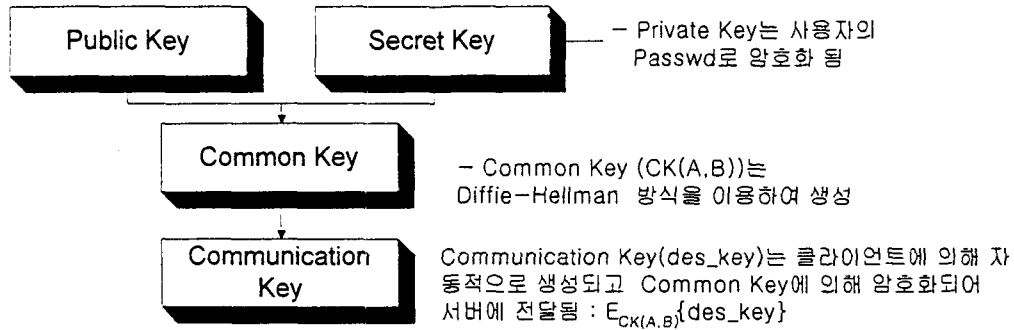 Public Key
Secret Key
- Private Key는 사용자의
Passwd로 암호화 됨
Common Key
- Common Key (CK(A,B))는
Diffie-Hellman 방식을 이용하여 생성
Communication
Key
Communication Key(des_key)는 클라이언트에 의해 자
동적으로 생성되고 Common Key에 의해 암호화되어
서버에 전달됨 : E_CK(A,B){des_key}